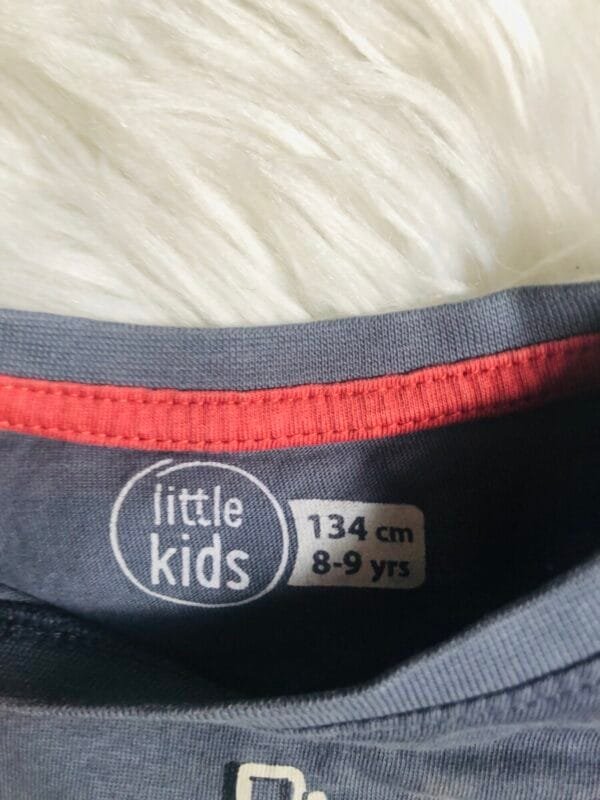 little
kids
134 cm
8-9 yrs